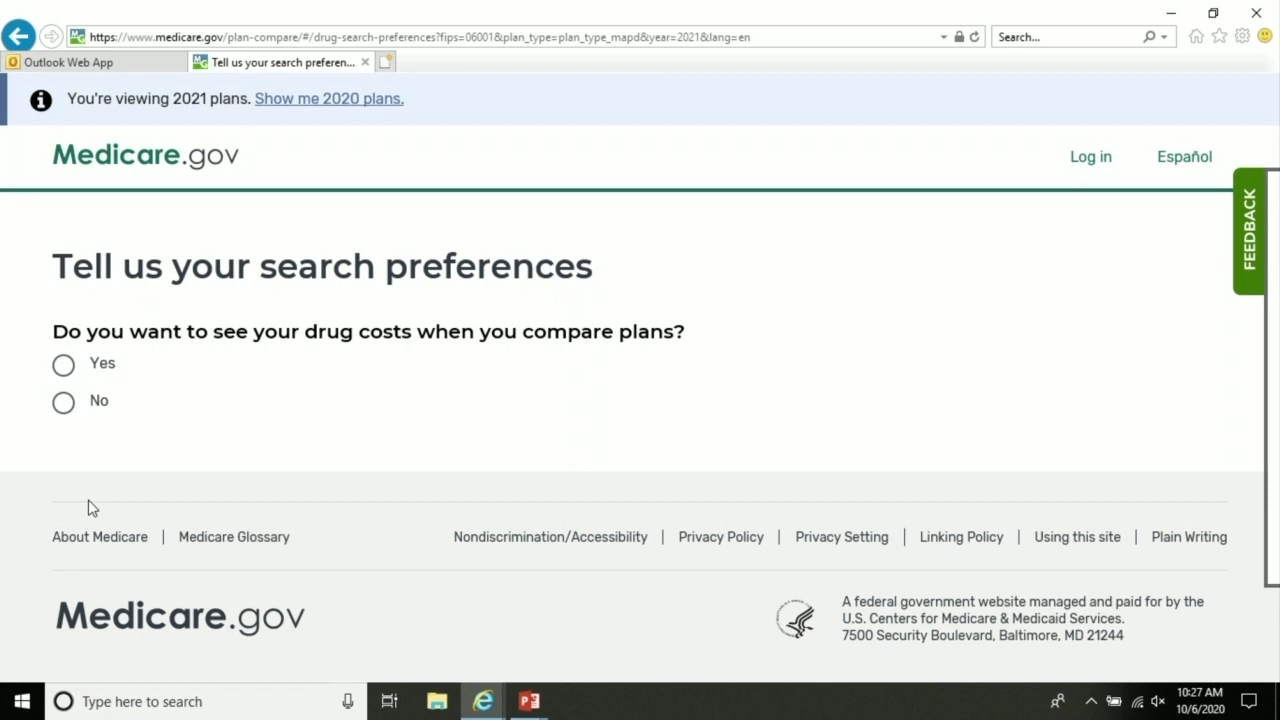 https://www.medicare.gov/plan-compare/#/drug-search-preferences?fips=06001&plan_type=plan_type_mapd&year=2021&lang=en
Search...
Outlook Web App
Tell us your search preferen...
You're viewing 2021 plans. Show me 2020 plans.
Medicare.gov
Log in
Español
FEEDBACK
Tell us your search preferences
Do you want to see your drug costs when you compare plans?
Yes
No
About Medicare | Medicare Glossary
Nondiscrimination/Accessibility | Privacy Policy | Privacy Setting | Linking Policy | Using this site | Plain Writing
Medicare.gov
A federal government website managed and paid for by the
U.S. Centers for Medicare & Medicaid Services.
7500 Security Boulevard, Baltimore, MD 21244
Type here to search
10:27 AM
10/6/2020